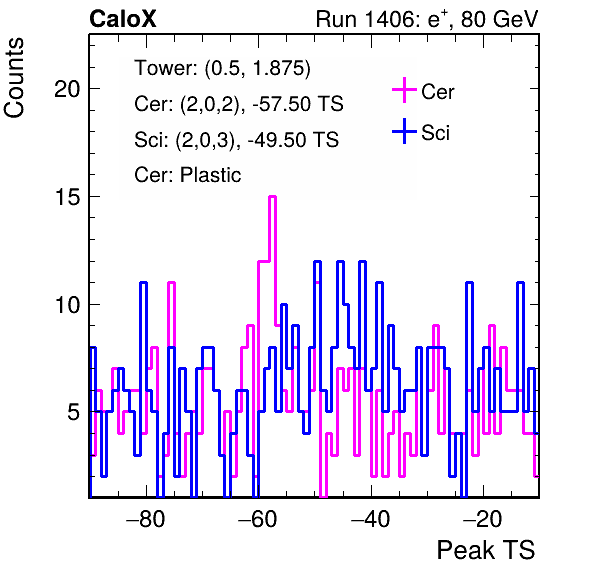 CaloX Run 1406: e⁺, 80 GeV
Counts
Tower: (0.5, 1.875)
Cer: (2,0,2), -57.50 TS
Sci: (2,0,3), -49.50 TS
Cer: Plastic
Cer
Sci
20
15
10
5
−80 −60 −40 −20
Peak TS